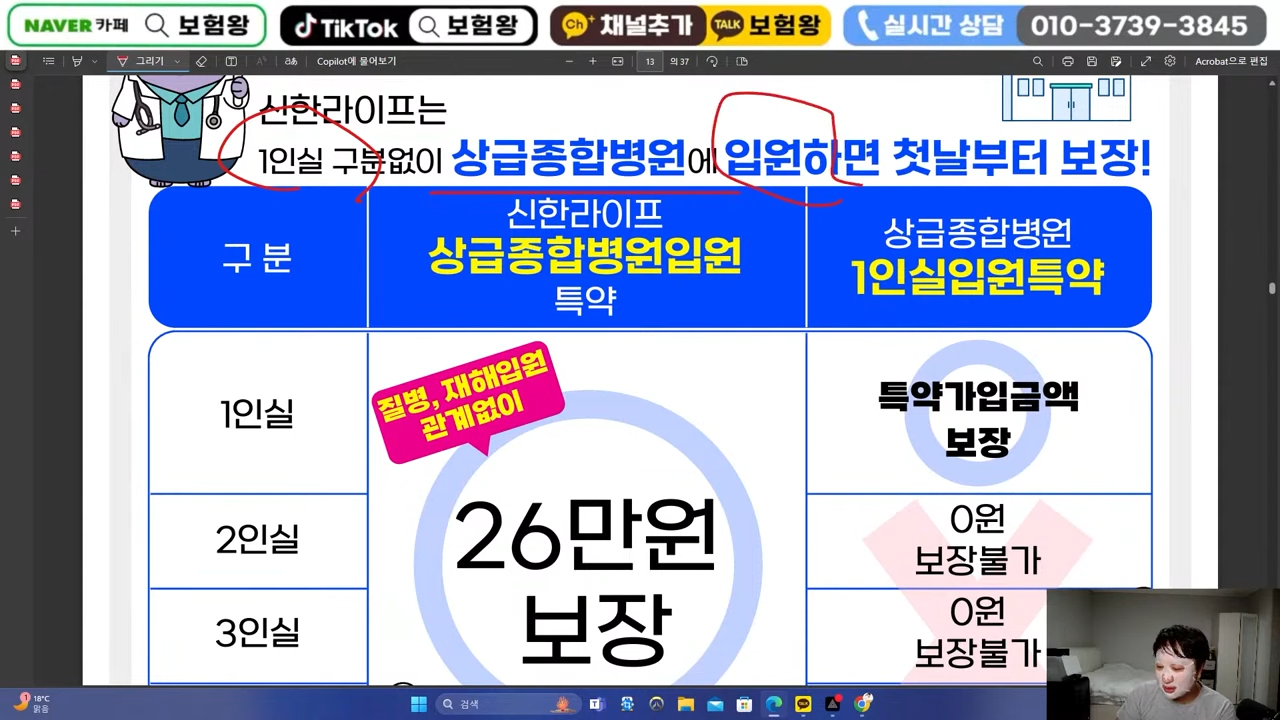 NAVER 카페 보험왕 TikTok 보험왕 Ch+ 채널추가 TALK 보험왕 실시간 상담 010-3739-3845
그리기 Copilot에 물어보기 13 의 37 Acrobat으로 편집
신한라이프는
1인실 구분없이 상급종합병원에 입원하면 첫날부터 보장!
구 분
신한라이프
상급종합병원입원
특약
상급종합병원
1인실입원특약
1인실
질병, 재해입원
관계없이
26만원
보장
특약가입금액
보장
2인실
0원
보장불가
3인실
0원
보장불가
18°C
맑음
검색